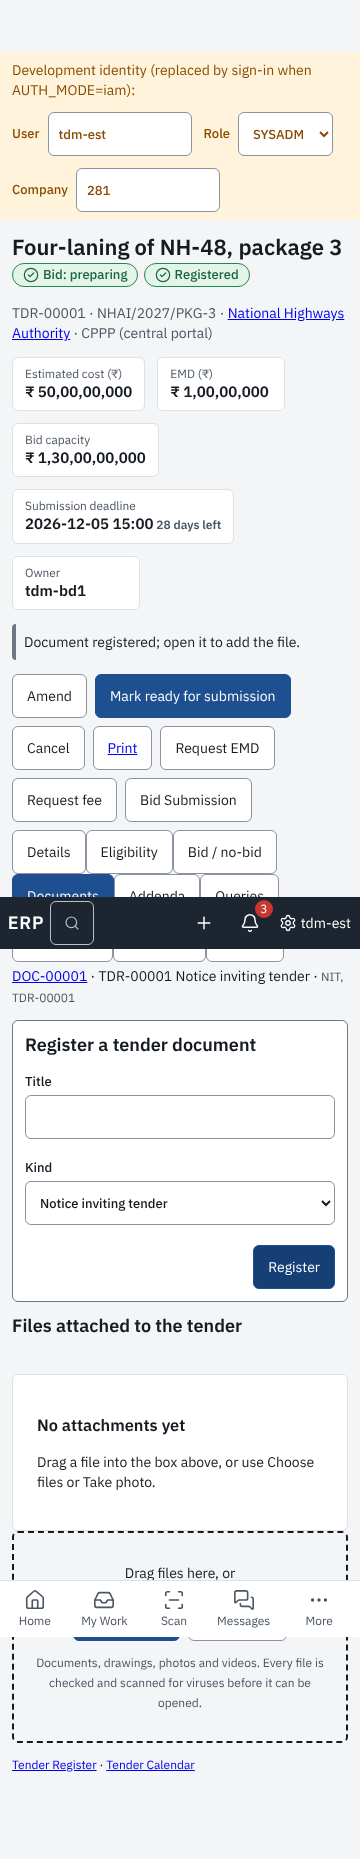 Development identity (replaced by sign-in when
AUTH_MODE=iam):
User tdm-est Role SYSADM
Company 281
Four-laning of NH-48, package 3
Bid: preparing Registered
TDR-00001 · NHAI/2027/PKG-3 · National Highways
Authority · CPPP (central portal)
Estimated cost (₹) EMD (₹)
₹ 50,00,00,000 ₹ 1,00,00,000
Bid capacity
₹ 1,30,00,00,000
Submission deadline
2026-12-05 15:00 28 days left
Owner
tdm-bd1
Document registered; open it to add the file.
Amend Mark ready for submission
Cancel Print Request EMD
Request fee Bid Submission
Details Eligibility Bid / no-bid
Documents Addenda Queries
ERP 3 tdm-est
DOC-00001 · TDR-00001 Notice inviting tender · NIT,
TDR-00001
Register a tender document
Title
Kind
Notice inviting tender
Register
Files attached to the tender
No attachments yet
Drag a file into the box above, or use Choose
files or Take photo.
Drag files here, or
Home My Work Scan Messages More
Documents, drawings, photos and videos. Every file is
checked and scanned for viruses before it can be
opened.
Tender Register · Tender Calendar